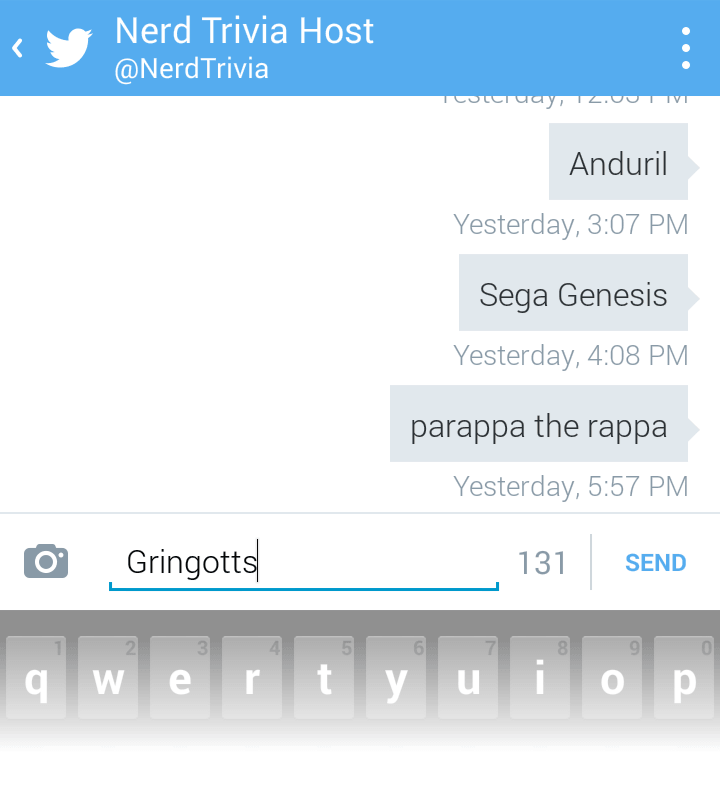 Nerd Trivia Host
@NerdTrivia
Yesterday, 12:03 PM
Anduril
Yesterday, 3:07 PM
Sega Genesis
Yesterday, 4:08 PM
parappa the rappa
Yesterday, 5:57 PM
Gringotts 131 SEND
1 2 3 4 5 6 7 8 9 0
q w e r t y u i o p